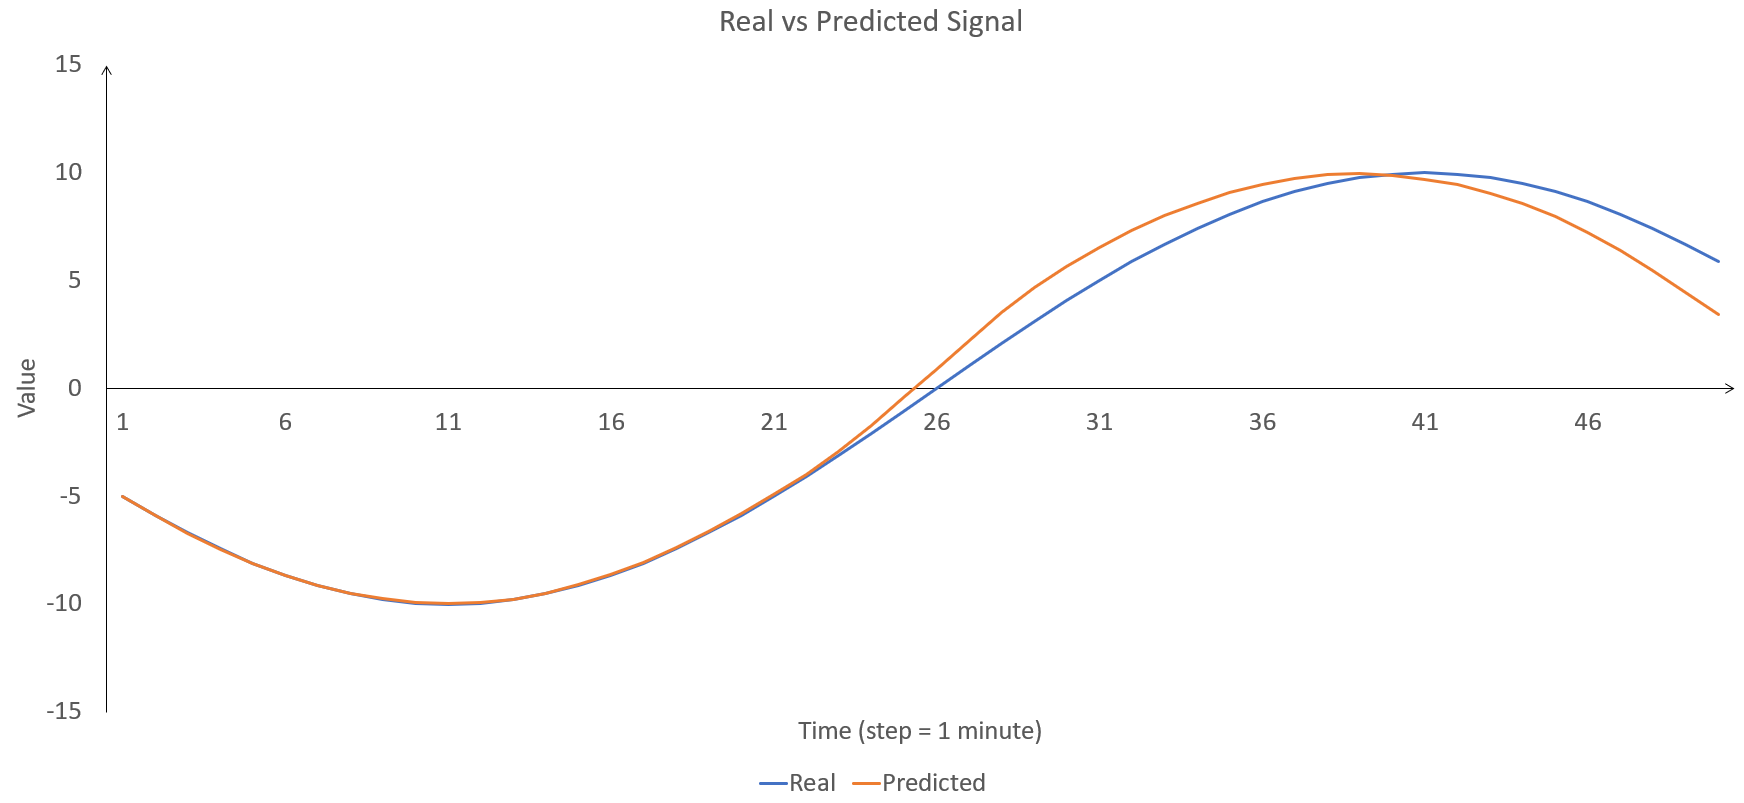 Real vs Predicted Signal
15
10
5
0
-5
-10
-15
Value
1 6 11 16 21 26 31 36 41 46
Time (step = 1 minute)
Real Predicted